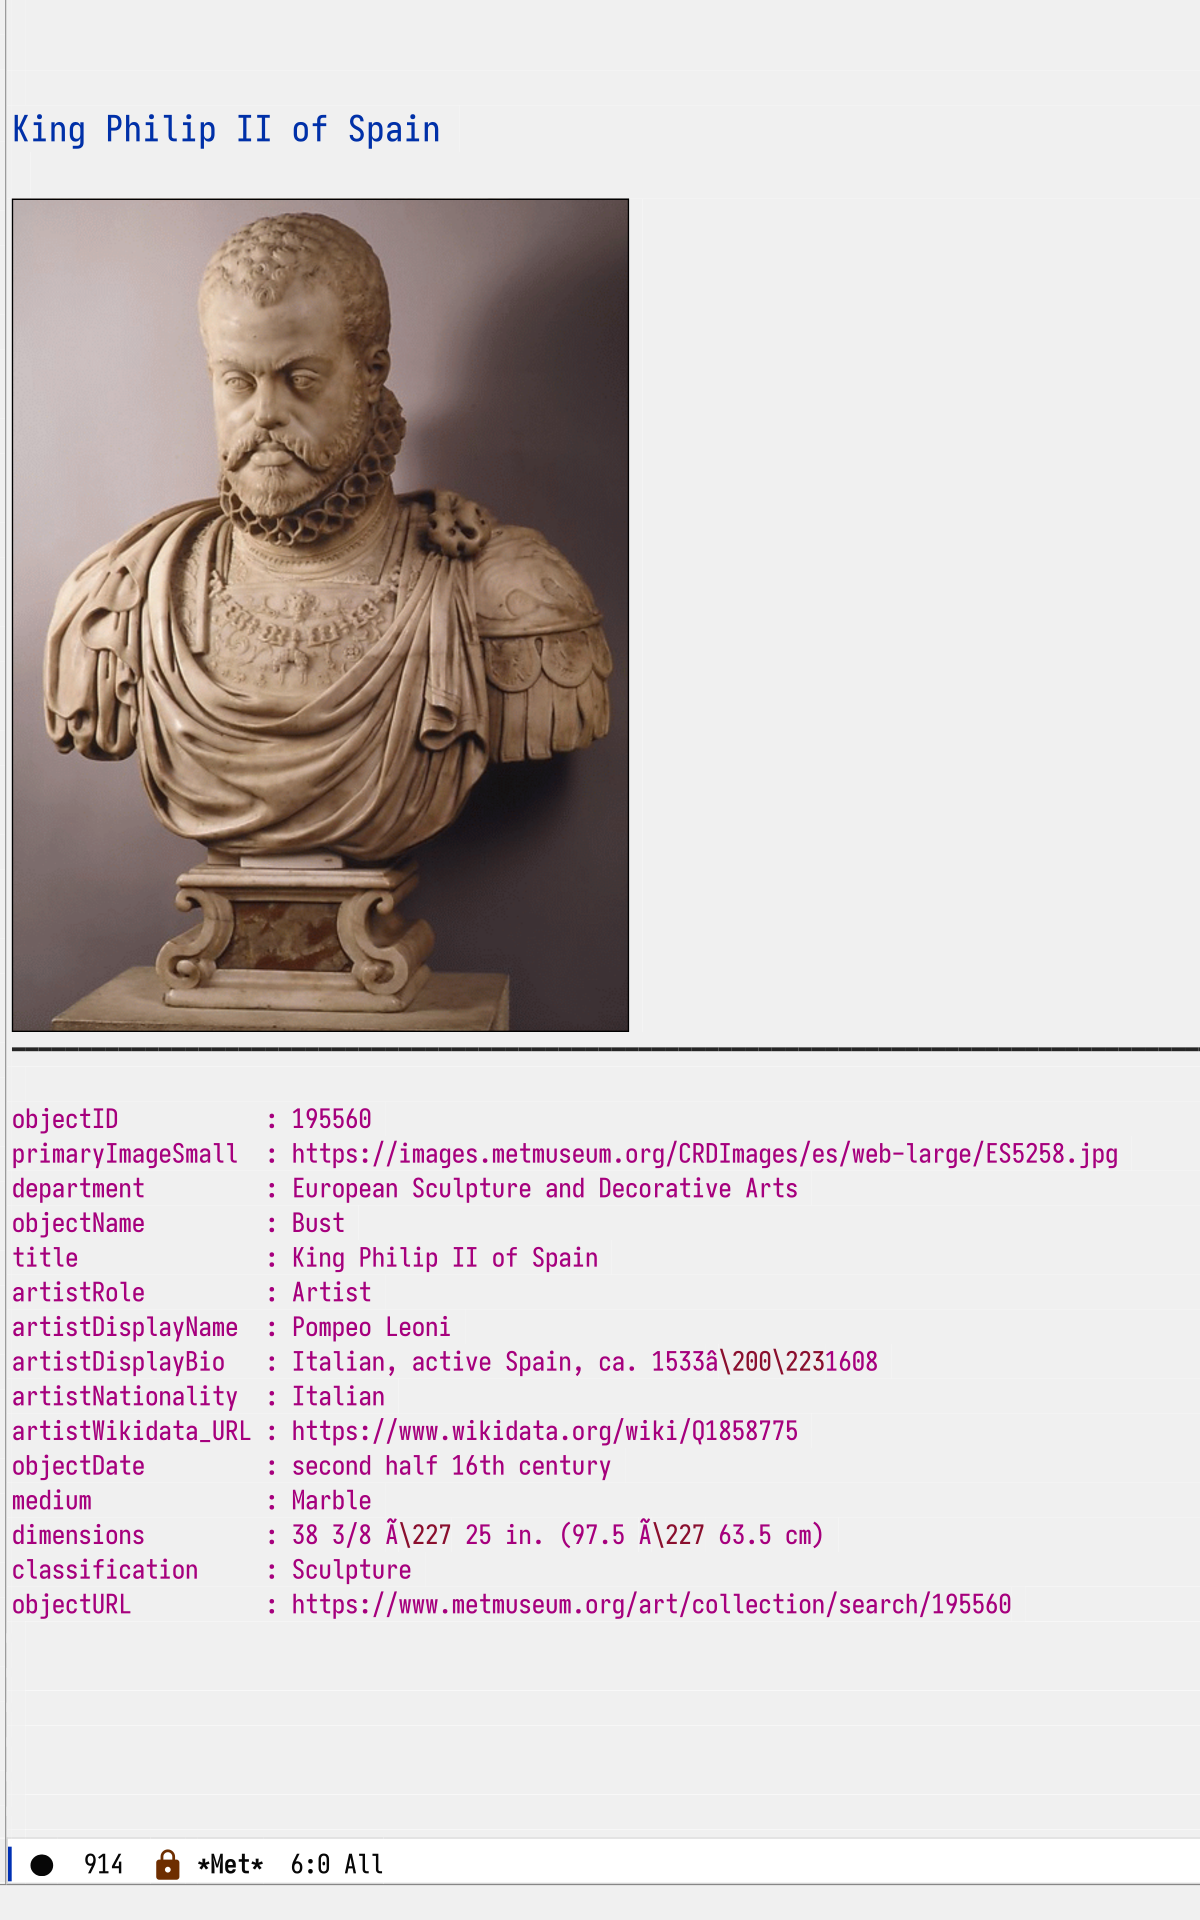 King Philip II of Spain
objectID : 195560
primaryImageSmall : https://images.metmuseum.org/CRDImages/es/web-large/ES5258.jpg
department : European Sculpture and Decorative Arts
objectName : Bust
title : King Philip II of Spain
artistRole : Artist
artistDisplayName : Pompeo Leoni
artistDisplayBio : Italian, active Spain, ca. 1533â\200\2231608
artistNationality : Italian
artistWikidata_URL : https://www.wikidata.org/wiki/Q1858775
objectDate : second half 16th century
medium : Marble
dimensions : 38 3/8 Ã\227 25 in. (97.5 Ã\227 63.5 cm)
classification : Sculpture
objectURL : https://www.metmuseum.org/art/collection/search/195560
914 *Met* 6:0 All